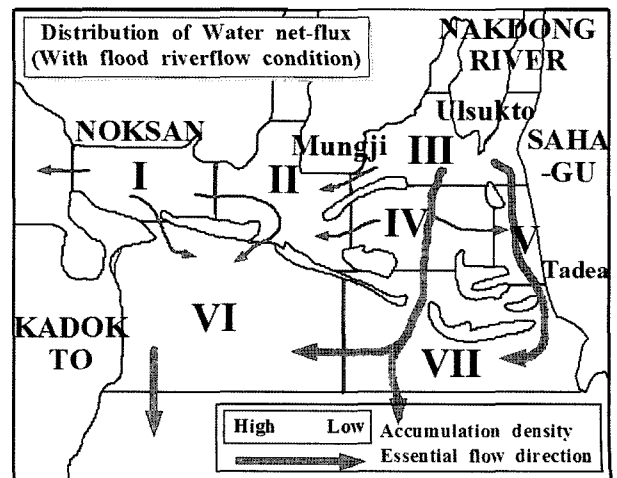 Distribution of Water net-flux
(With flood riverflow condition)
NAKDONG
RIVER
Ulsukto
NOKSAN
Mungji
III
SAHA
-GU
I
II
IV
V
Tadea
VI
KADOK
TO
VII
High Low
Accumulation density
Essential flow direction